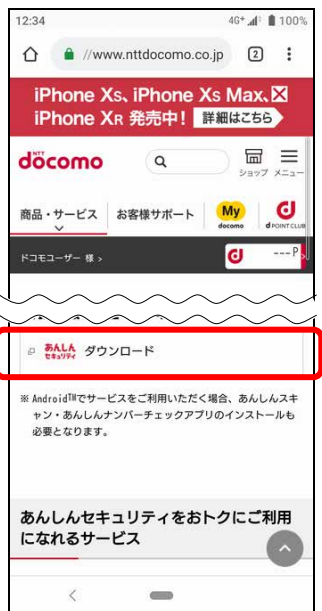 12:34 4G+ 100%
//www.nttdocomo.co.jp 2
iPhone Xs、iPhone Xs Max、
iPhone XR 発売中! 詳細はこちら
NTT
döcomo
ショップ メニュー
商品・サービス お客様サポート My docomo d POINT CLUB
ドコモユーザー 様 > d ---P
あんしんセキュリティ ダウンロード
※ Android™でサービスをご利用いただく場合、あんしんスキ
ャン・あんしんナンバーチェックアプリのインストールも
必要となります。
あんしんセキュリティをおトクにご利用
になれるサービス